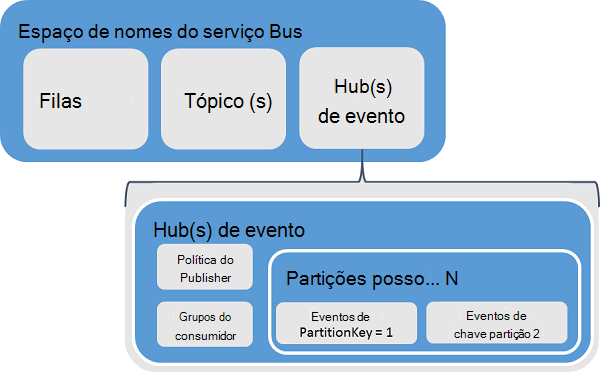 Espaço de nomes do serviço Bus
Filas
Tópico (s)
Hub(s)
de evento
Hub(s) de evento
Política do
Publisher
Grupos do
consumidor
Partições posso... N
Eventos de
PartitionKey = 1
Eventos de
chave partição 2